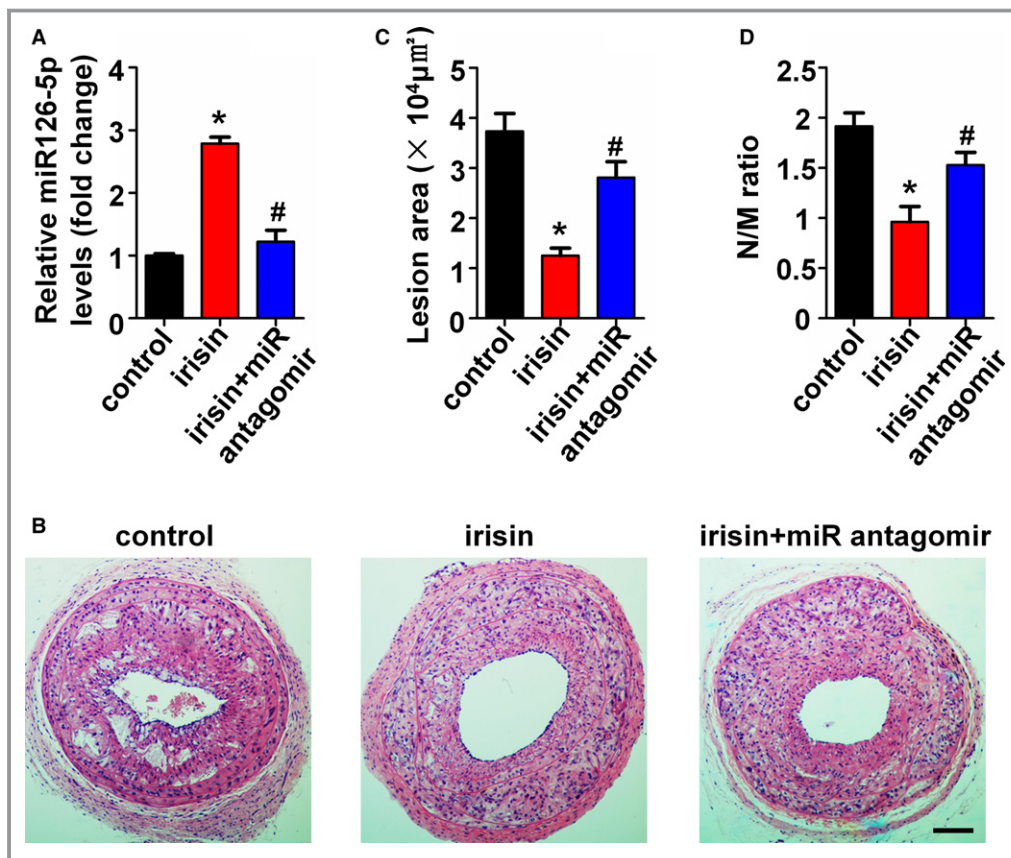 A
Relative miR126-5p
levels (fold change)
4
3
2
1
0
*
#
control
irisin
irisin+miR
antagomir
C
Lesion area (× 10⁴μm²)
5
4
3
2
1
0
*
#
control
irisin
irisin+miR
antagomir
D
N/M ratio
2.5
2
1.5
1
0.5
0
*
#
control
irisin
irisin+miR
antagomir
B
control
irisin
irisin+miR antagomir